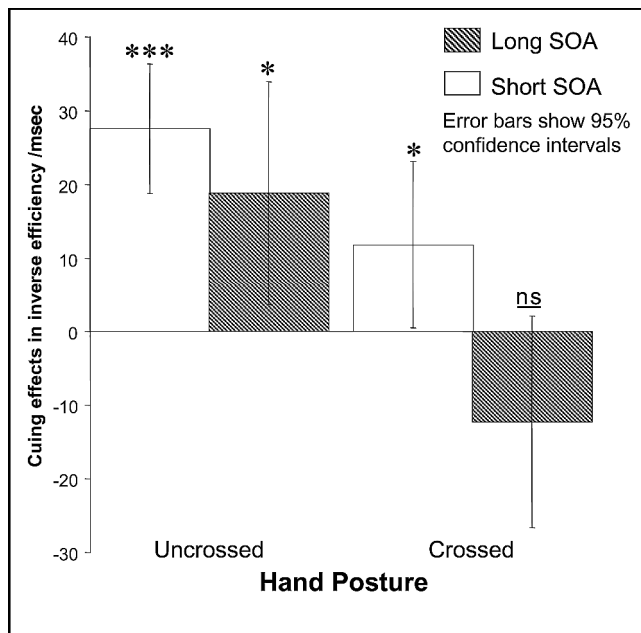 40
30
20
10
0
-10
-20
-30
Cuing effects in inverse efficiency /msec
***
*
*
ns
Long SOA
Short SOA
Error bars show 95%
confidence intervals
Uncrossed
Crossed
Hand Posture